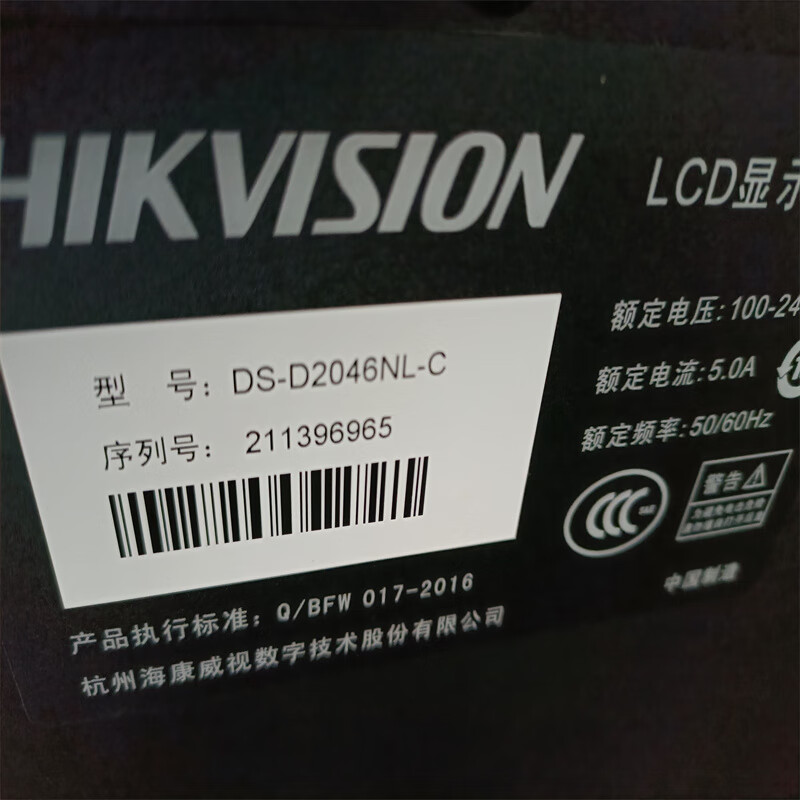 HIKVISION
LCD显示
型 号: DS-D2046NL-C
序列号: 211396965
额定电压:100-24
额定电流:5.0A
额定频率:50/60Hz
CCC
警告
中国制造
产品执行标准: Q/BFW 017-2016
杭州海康威视数字技术股份有限公司